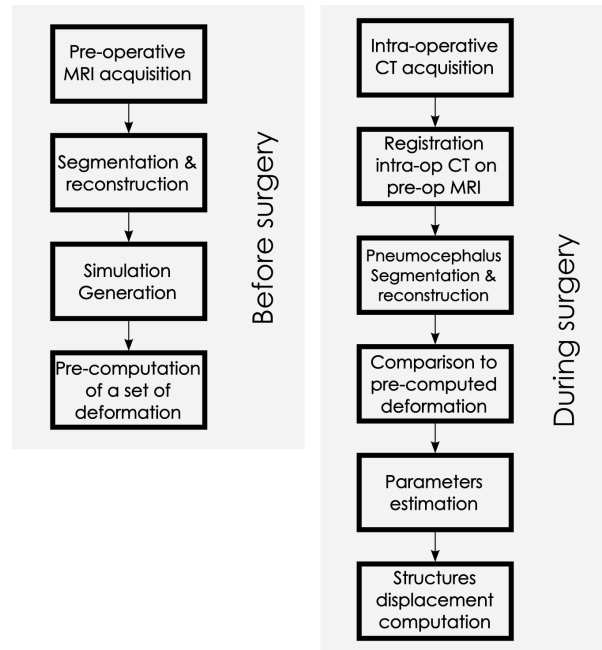 Pre-operative
MRI acquisition
Segmentation &
reconstruction
Simulation
Generation
Pre-computation
of a set of
deformation
Before surgery
Intra-operative
CT acquisition
Registration
intra-op CT on
pre-op MRI
Pneumocephalus
Segmentation &
reconstruction
Comparison to
pre-computed
deformation
Parameters
estimation
Structures
displacement
computation
During surgery